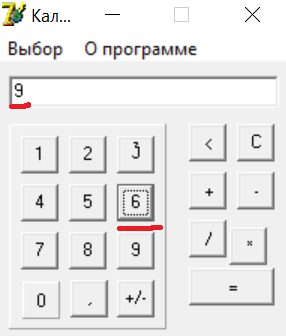 Кал...
Выбор О программе
9
1 2 3 < C
4 5 6 + -
7 8 9 / *
0 , +/- =